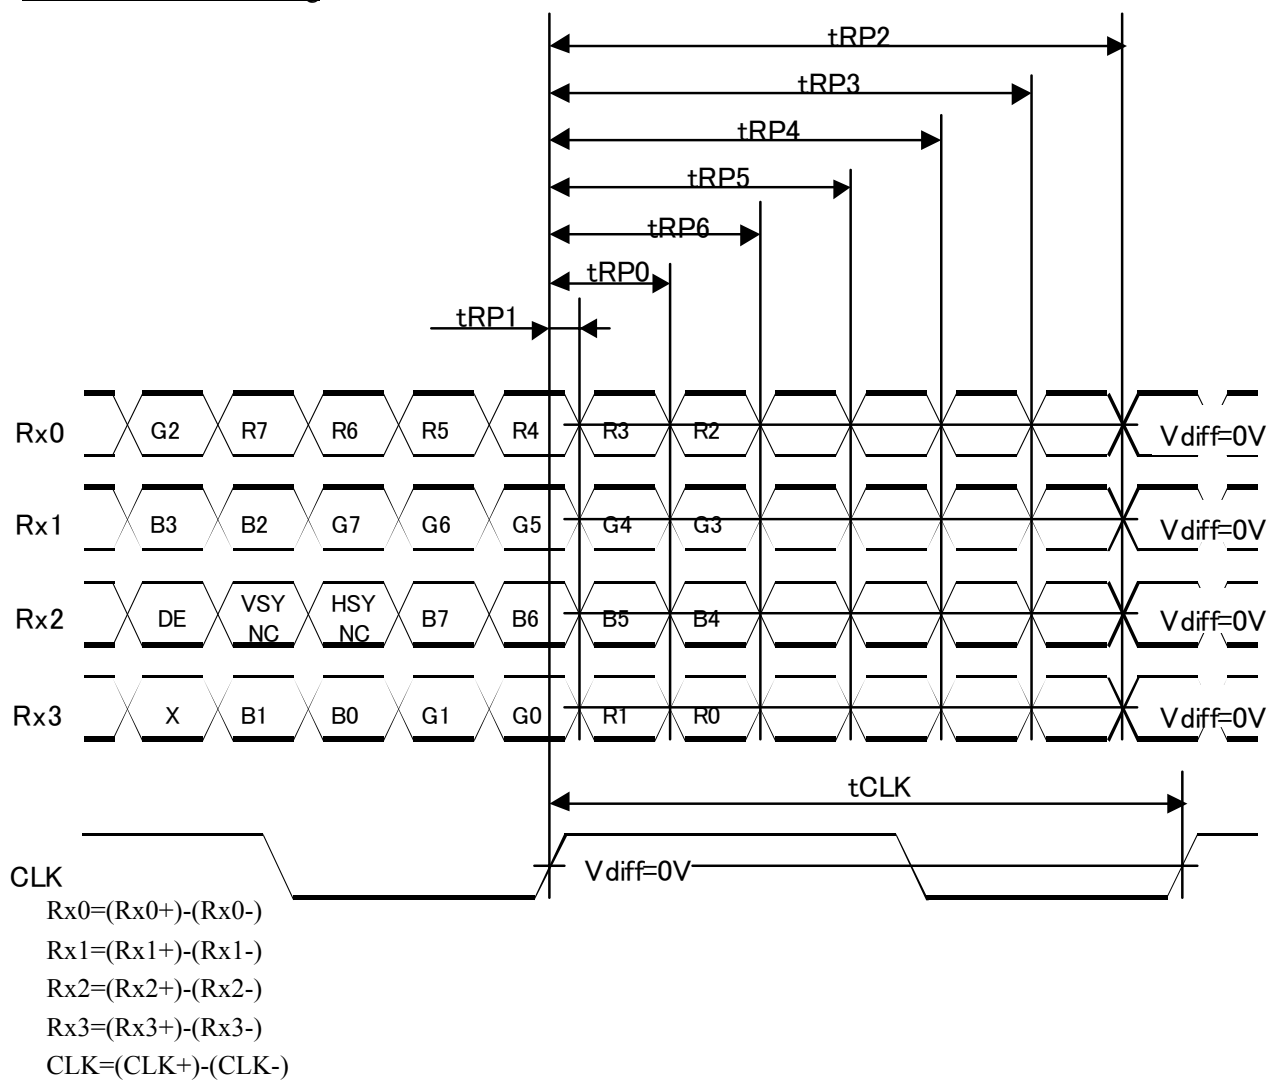 tRP2
tRP3
tRP4
tRP5
tRP6
tRP0
tRP1
Rx0 G2 R7 R6 R5 R4 R3 R2 Vdiff=0V
Rx1 B3 B2 G7 G6 G5 G4 G3 Vdiff=0V
Rx2 DE VSY NC HSY NC B7 B6 B5 B4 Vdiff=0V
Rx3 X B1 B0 G1 G0 R1 R0 Vdiff=0V
tCLK
CLK Vdiff=0V
Rx0=(Rx0+)-(Rx0-)
Rx1=(Rx1+)-(Rx1-)
Rx2=(Rx2+)-(Rx2-)
Rx3=(Rx3+)-(Rx3-)
CLK=(CLK+)-(CLK-)